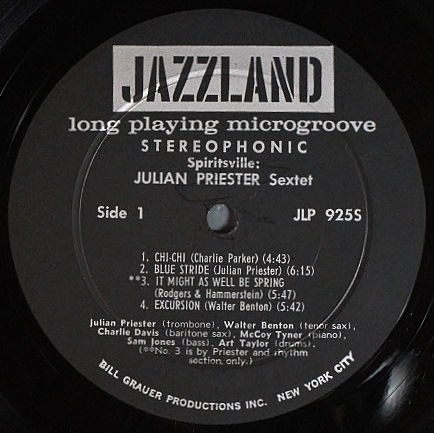 JAZZLAND
long playing microgroove
STEREOPHONIC
Spiritsville:
JULIAN PRIESTER Sextet
Side 1 JLP 925S
1. CHI-CHI (Charlie Parker) (4:43)
2. BLUE STRIDE (Julian Priester) (6:15)
**3. IT MIGHT AS WELL BE SPRING
(Rodgers & Hammerstein) (5:47)
4. EXCURSION (Walter Benton) (5:42)
Julian Priester (trombone), Walter Benton (tenor sax),
Charlie Davis (baritone sax), McCoy Tyner (piano),
Sam Jones (bass), Art Taylor (drums).
(**No. 3 is by Priester and rhythm
section only.)
BILL GRAUER PRODUCTIONS INC. NEW YORK CITY